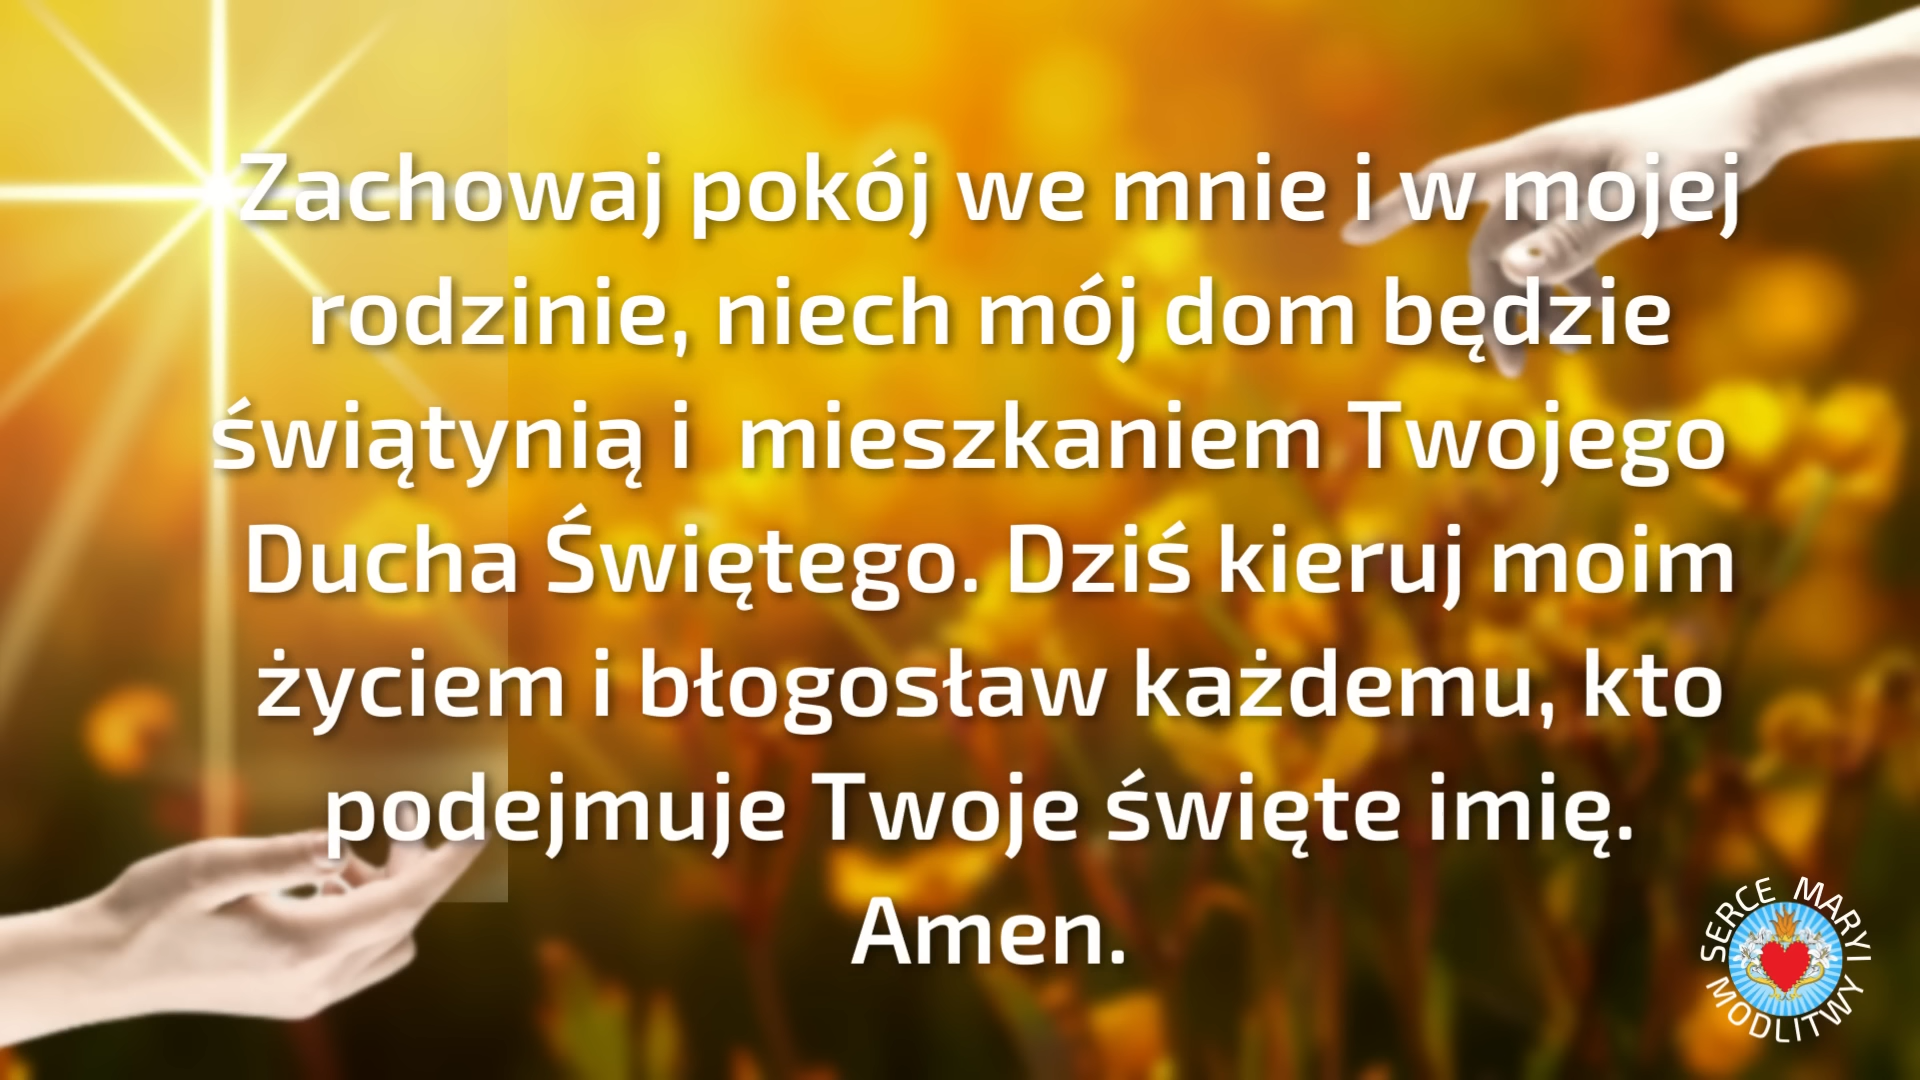 Zachowaj pokój we mnie i w mojej
rodzinie, niech mój dom będzie
świątynią i  mieszkaniem Twojego
Ducha Świętego. Dziś kieruj moim
życiem i błogosław każdemu, kto
podejmuje Twoje święte imię.
Amen.
SERCE MARYI
MODLITWY